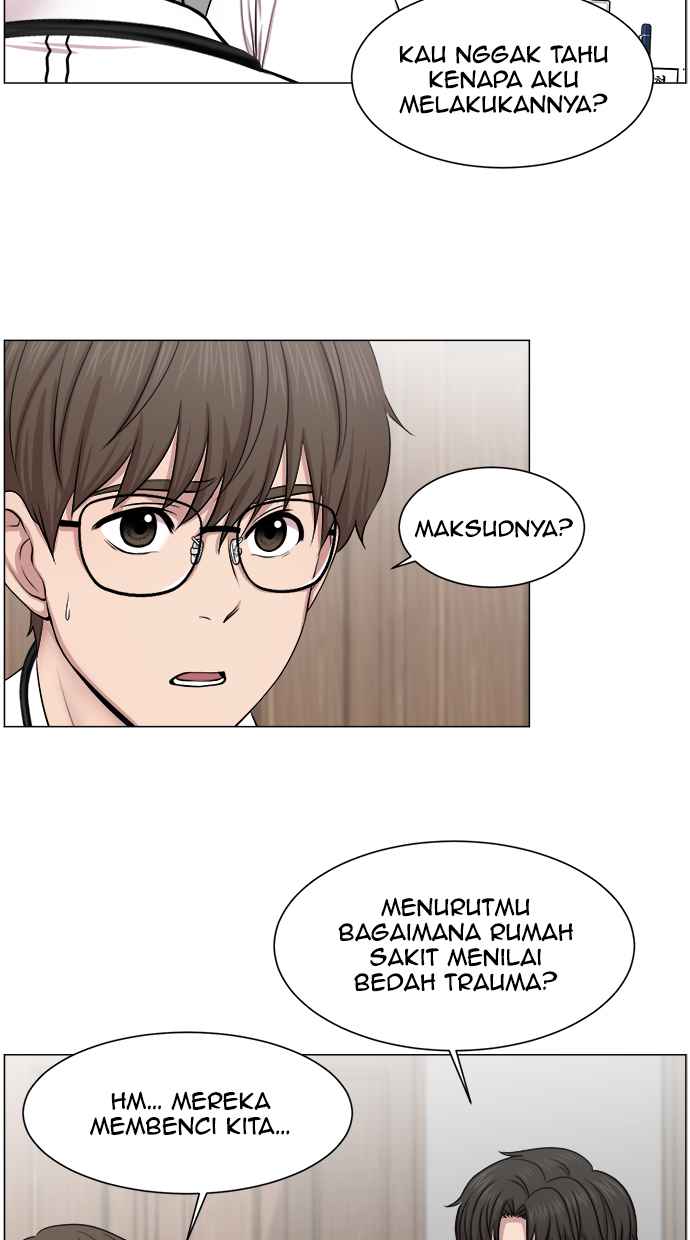 KAU NGGAK TAHU
KENAPA AKU
MELAKUKANNYA?
MAKSUDNYA?
MENURUTMU
BAGAIMANA RUMAH
SAKIT MENILAI
BEDAH TRAUMA?
HM... MEREKA
MEMBENCI KITA...